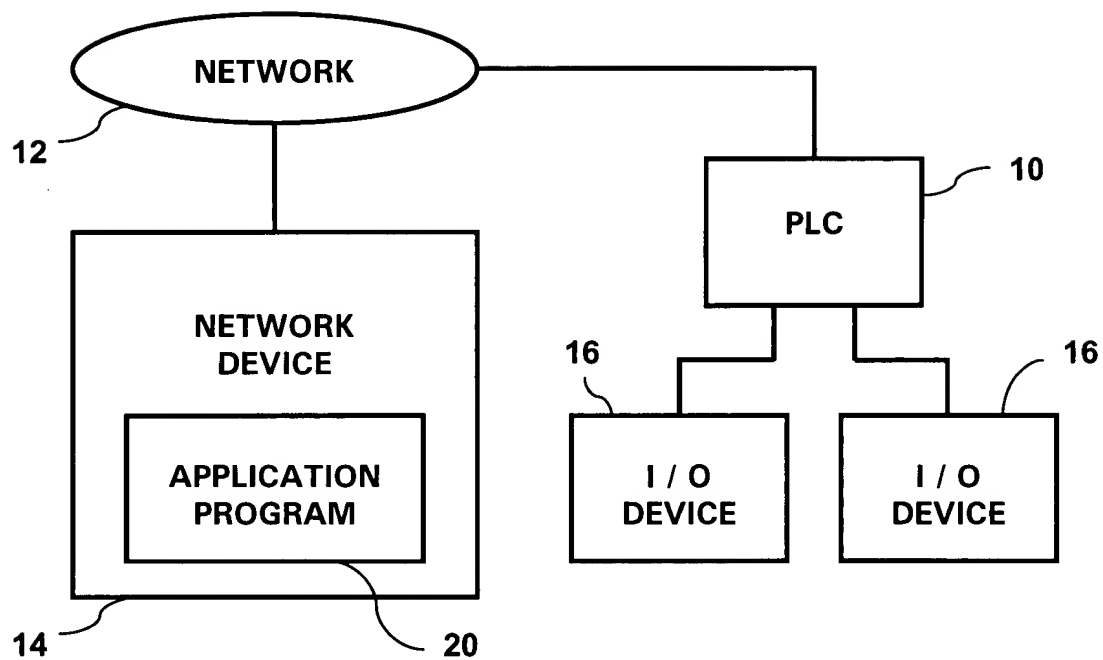 NETWORK
12
10
PLC
NETWORK
DEVICE
16
16
APPLICATION
PROGRAM
I / O
DEVICE
I / O
DEVICE
14
20